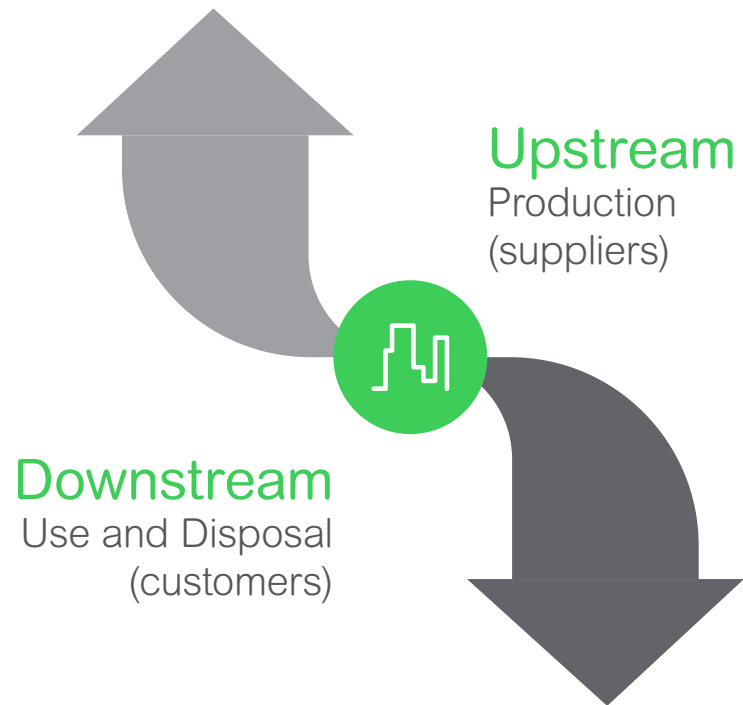 Upstream
Production
(suppliers)
Downstream
Use and Disposal
(customers)